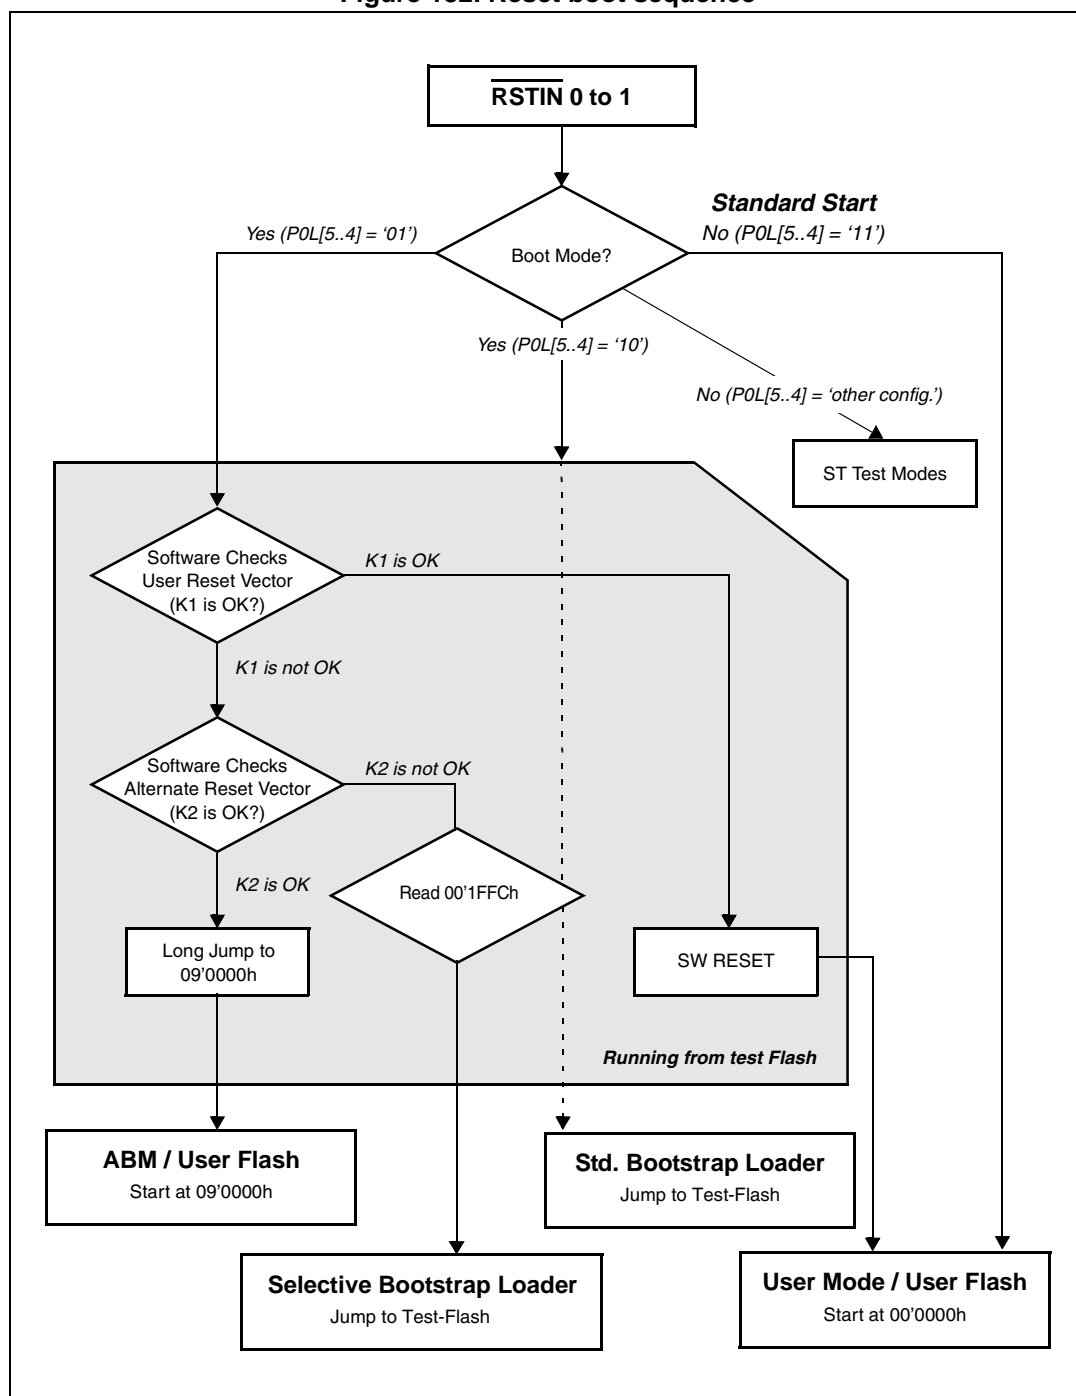 RSTIN 0 to 1
Standard Start
Yes (P0L[5..4] = ‘01’)
No (P0L[5..4] = ‘11’)
Boot Mode?
Yes (P0L[5..4] = ‘10’)
No (P0L[5..4] = ‘other config.’)
ST Test Modes
Software Checks
User Reset Vector
(K1 is OK?)
K1 is OK
K1 is not OK
Software Checks
Alternate Reset Vector
(K2 is OK?)
K2 is not OK
K2 is OK
Read 00’1FFCh
Long Jump to
09’0000h
SW RESET
Running from test Flash
ABM / User Flash
Start at 09’0000h
Std. Bootstrap Loader
Jump to Test-Flash
Selective Bootstrap Loader
Jump to Test-Flash
User Mode / User Flash
Start at 00’0000h